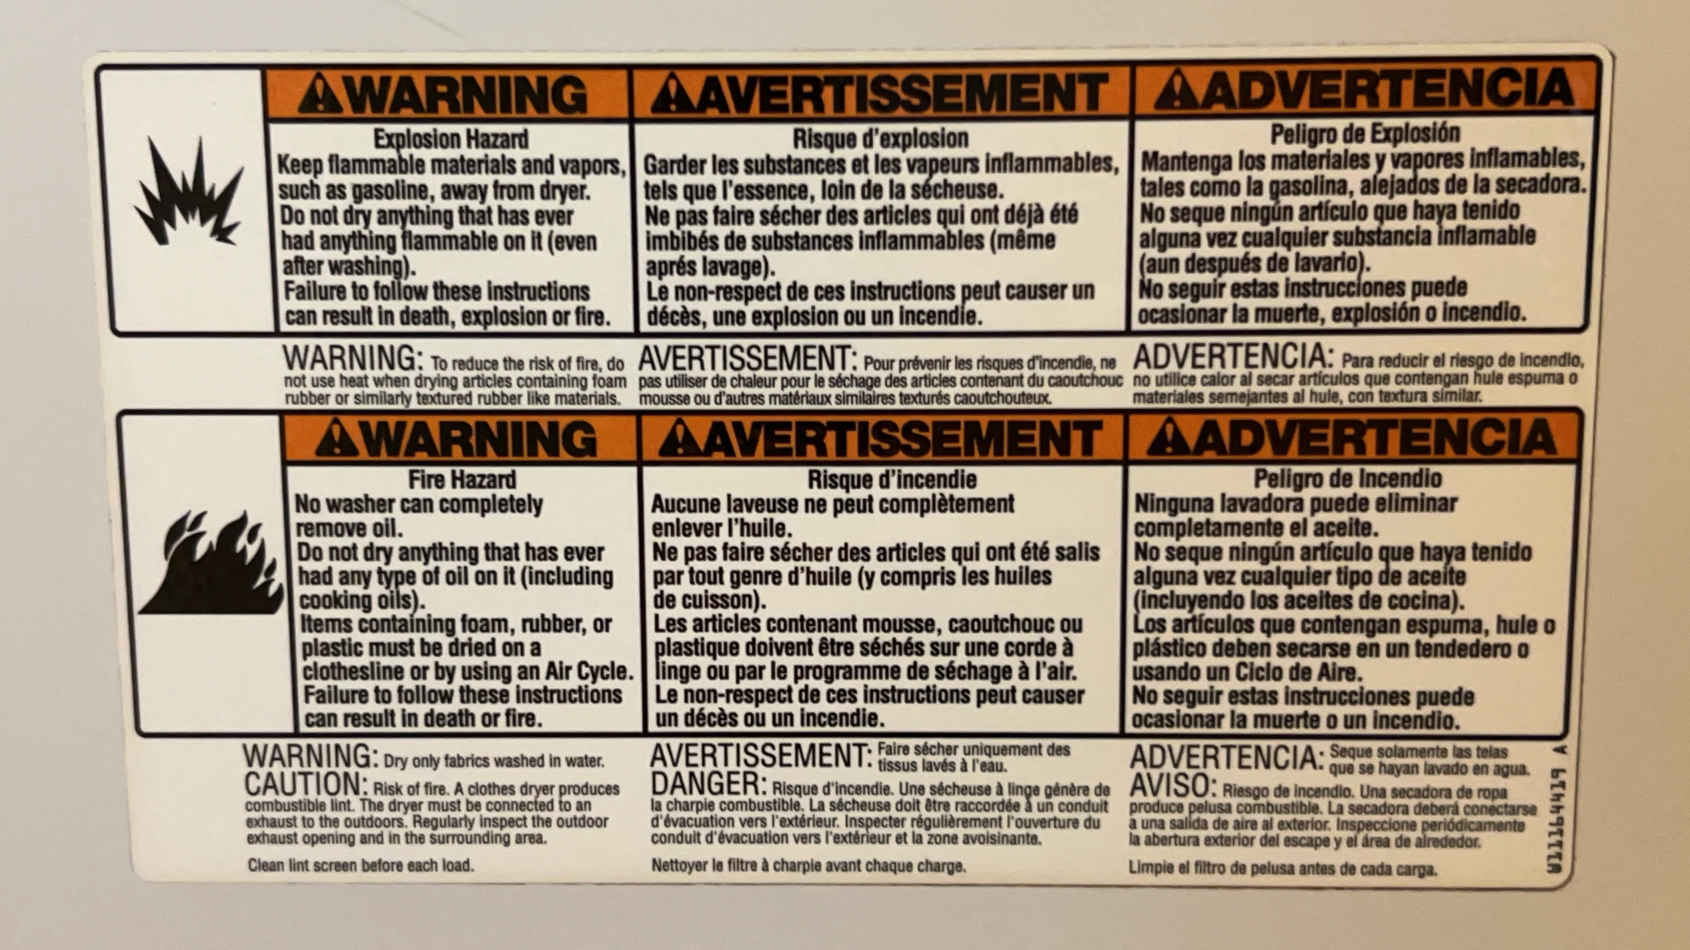 WARNING
Explosion Hazard
Keep flammable materials and vapors,
such as gasoline, away from dryer.
Do not dry anything that has ever
had anything flammable on it (even
after washing).
Failure to follow these instructions
can result in death, explosion or fire.
AVERTISSEMENT
Risque d'explosion
Garder les substances et les vapeurs inflammables,
tels que l'essence, loin de la sécheuse.
Ne pas faire sécher des articles qui ont déjà été
imbibés de substances inflammables (même
aprés lavage).
Le non-respect de ces instructions peut causer un
décès, une explosion ou un incendie.
ADVERTENCIA
Peligro de Explosión
Mantenga los materiales y vapores inflamables,
tales como la gasolina, alejados de la secadora.
No seque ningún artículo que haya tenido
alguna vez cualquier substancia inflamable
(aun después de lavarlo).
No seguir estas instrucciones puede
ocasionar la muerte, explosión o incendio.
WARNING: To reduce the risk of fire, do
not use heat when drying articles containing foam
rubber or similarly textured rubber like materials.
AVERTISSEMENT: Pour prévenir les risques d'incendie, ne
pas utiliser de chaleur pour le séchage des articles contenant du caoutchouc
mousse ou d'autres matériaux similaires texturés caoutchouteux.
ADVERTENCIA: Para reducir el riesgo de incendio,
no utilice calor al secar artículos que contengan hule espuma o
materiales semejantes al hule, con textura similar.
WARNING
Fire Hazard
No washer can completely
remove oil.
Do not dry anything that has ever
had any type of oil on it (including
cooking oils).
Items containing foam, rubber, or
plastic must be dried on a
clothesline or by using an Air Cycle.
Failure to follow these instructions
can result in death or fire.
AVERTISSEMENT
Risque d'incendie
Aucune laveuse ne peut complètement
enlever l'huile.
Ne pas faire sécher des articles qui ont été salis
par tout genre d'huile (y compris les huiles
de cuisson).
Les articles contenant mousse, caoutchouc ou
plastique doivent être séchés sur une corde à
linge ou par le programme de séchage à l'air.
Le non-respect de ces instructions peut causer
un décès ou un incendie.
ADVERTENCIA
Peligro de Incendio
Ninguna lavadora puede eliminar
completamente el aceite.
No seque ningún artículo que haya tenido
alguna vez cualquier tipo de aceite
(incluyendo los aceites de cocina).
Los artículos que contengan espuma, hule o
plástico deben secarse en un tendedero o
usando un Ciclo de Aire.
No seguir estas instrucciones puede
ocasionar la muerte o un incendio.
WARNING: Dry only fabrics washed in water.
CAUTION: Risk of fire. A clothes dryer produces
combustible lint. The dryer must be connected to an
exhaust to the outdoors. Regularly inspect the outdoor
exhaust opening and in the surrounding area.
Clean lint screen before each load.
AVERTISSEMENT: Faire sécher uniquement des
tissus lavés à l'eau.
DANGER: Risque d'incendie. Une sécheuse à linge génère de
la charpie combustible. La sécheuse doit être raccordée à un conduit
d'évacuation vers l'extérieur. Inspecter régulièrement l'ouverture du
conduit d'évacuation vers l'extérieur et la zone avoisinante.
Nettoyer le filtre à charpie avant chaque charge.
ADVERTENCIA: Seque solamente las telas
que se hayan lavado en agua.
AVISO: Riesgo de incendio. Una secadora de ropa
produce pelusa combustible. La secadora deberá conectarse
a una salida de aire al exterior. Inspeccione periódicamente
la abertura exterior del escape y el área de alrededor.
Limpie el filtro de pelusa antes de cada carga.
W11164419 A